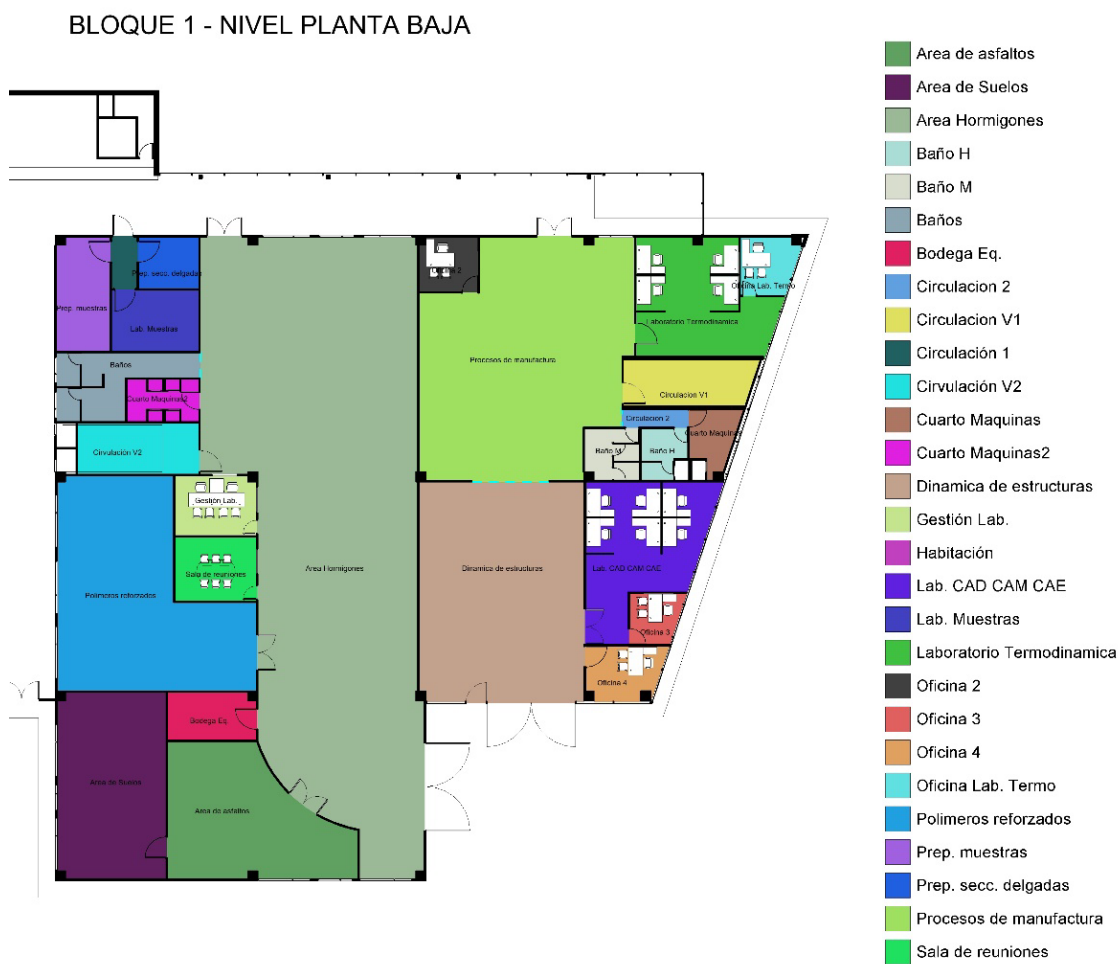 BLOQUE 1 - NIVEL PLANTA BAJA
Area de asfaltos
Area de Suelos
Area Hormigones
Baño H
Baño M
Baños
Bodega Eq.
Circulacion 2
Circulacion V1
Circulación 1
Cirvulación V2
Cuarto Maquinas
Cuarto Maquinas2
Dinamica de estructuras
Gestión Lab.
Habitación
Lab. CAD CAM CAE
Lab. Muestras
Laboratorio Termodinamica
Oficina 2
Oficina 3
Oficina 4
Oficina Lab. Termo
Polimeros reforzados
Prep. muestras
Prep. secc. delgadas
Procesos de manufactura
Sala de reuniones
Oficina 2
Prep. secc. delgadas
Oficina Lab. Termo
Prep. muestras
Lab. Muestras
Laboratorio Termodinamica
Procesos de manufactura
Baños
Circulacion V1
Cuarto Maquinas2
Circulacion 2
Cuarto Maquinas
Cirvulación V2
Baño M
Baño H
Gestión Lab.
Sala de reuniones
Area Hormigones
Dinamica de estructuras
Lab. CAD CAM CAE
Polimeros reforzados
Oficina 3
Oficina 4
Bodega Eq.
Area de Suelos
Area de asfaltos